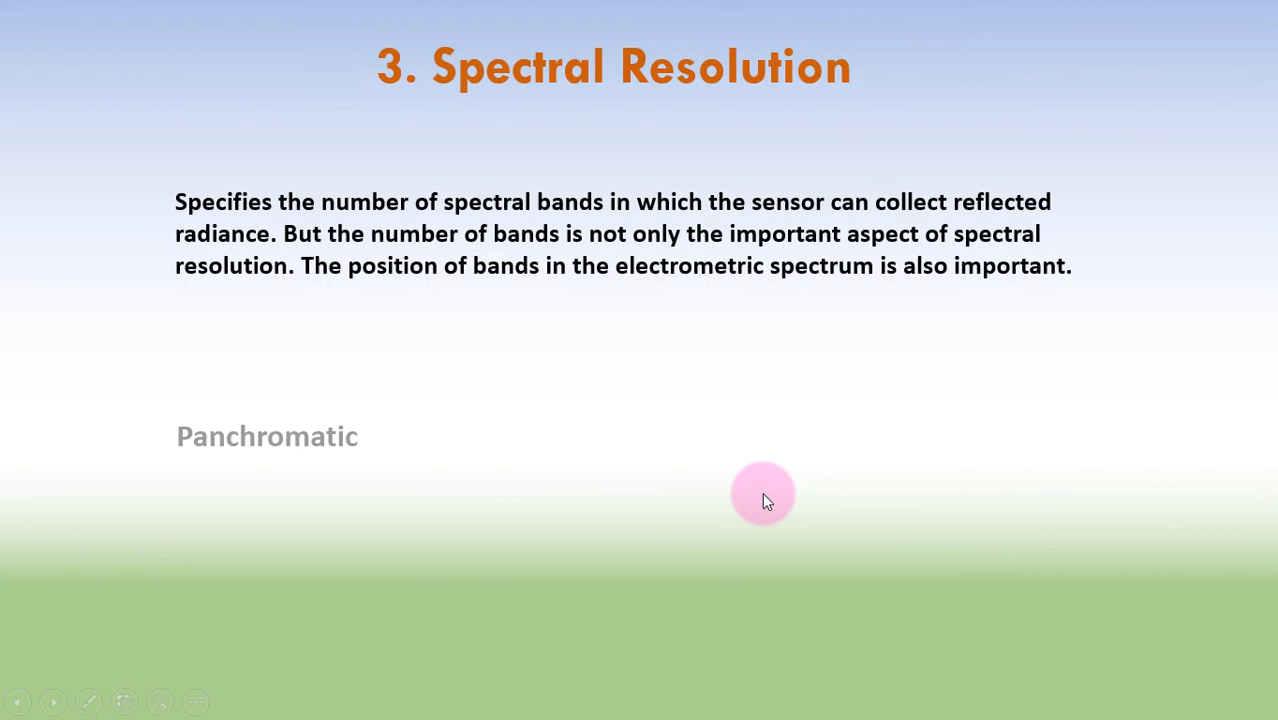 3. Spectral Resolution
Specifies the number of spectral bands in which the sensor can collect reflected
radiance. But the number of bands is not only the important aspect of spectral
resolution. The position of bands in the electrometric spectrum is also important.
Panchromatic